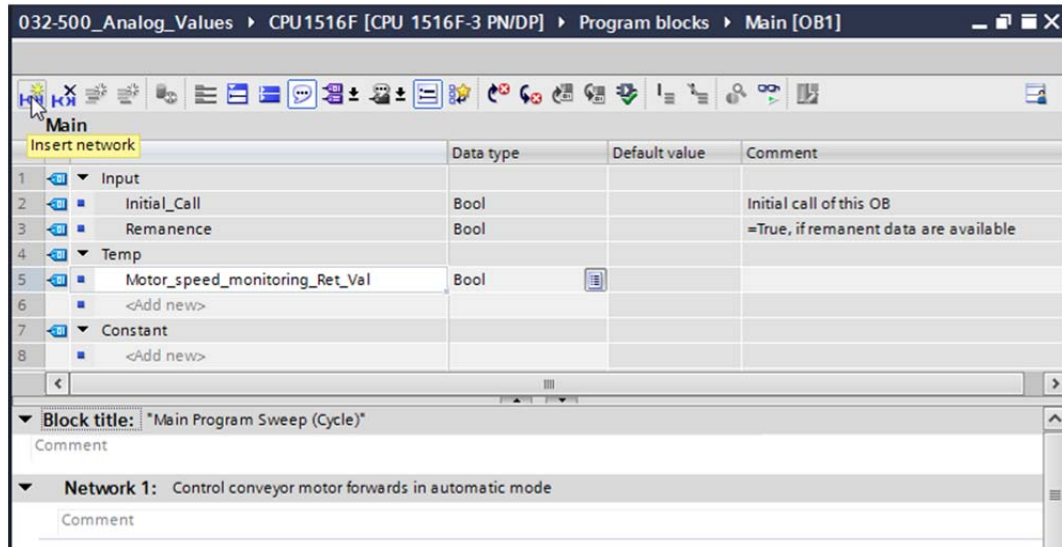 032-500_Analog_Values ▸ CPU1516F [CPU 1516F-3 PN/DP] ▸ Program blocks ▸ Main [OB1]
Main
Insert network
Data type Default value Comment
1 Input
2 Initial_Call Bool Initial call of this OB
3 Remanence Bool =True, if remanent data are available
4 Temp
5 Motor_speed_monitoring_Ret_Val Bool
6 <Add new>
7 Constant
8 <Add new>
Block title: "Main Program Sweep (Cycle)"
Comment
Network 1: Control conveyor motor forwards in automatic mode
Comment